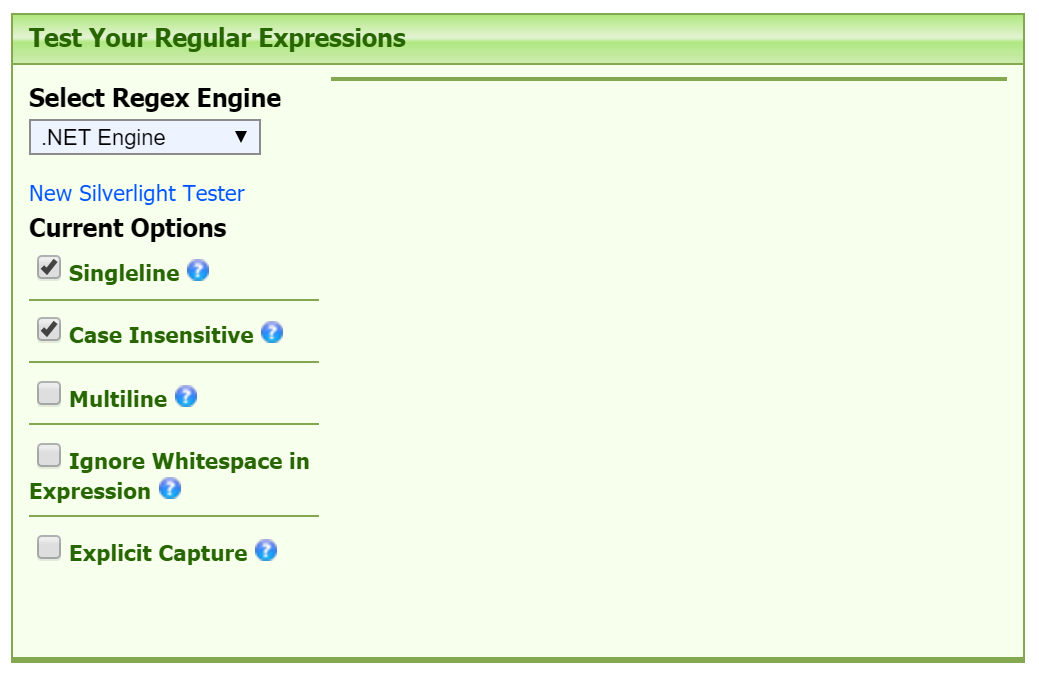 Test Your Regular Expressions
Select Regex Engine
.NET Engine
New Silverlight Tester
Current Options
Singleline
Case Insensitive
Multiline
Ignore Whitespace in
Expression
Explicit Capture